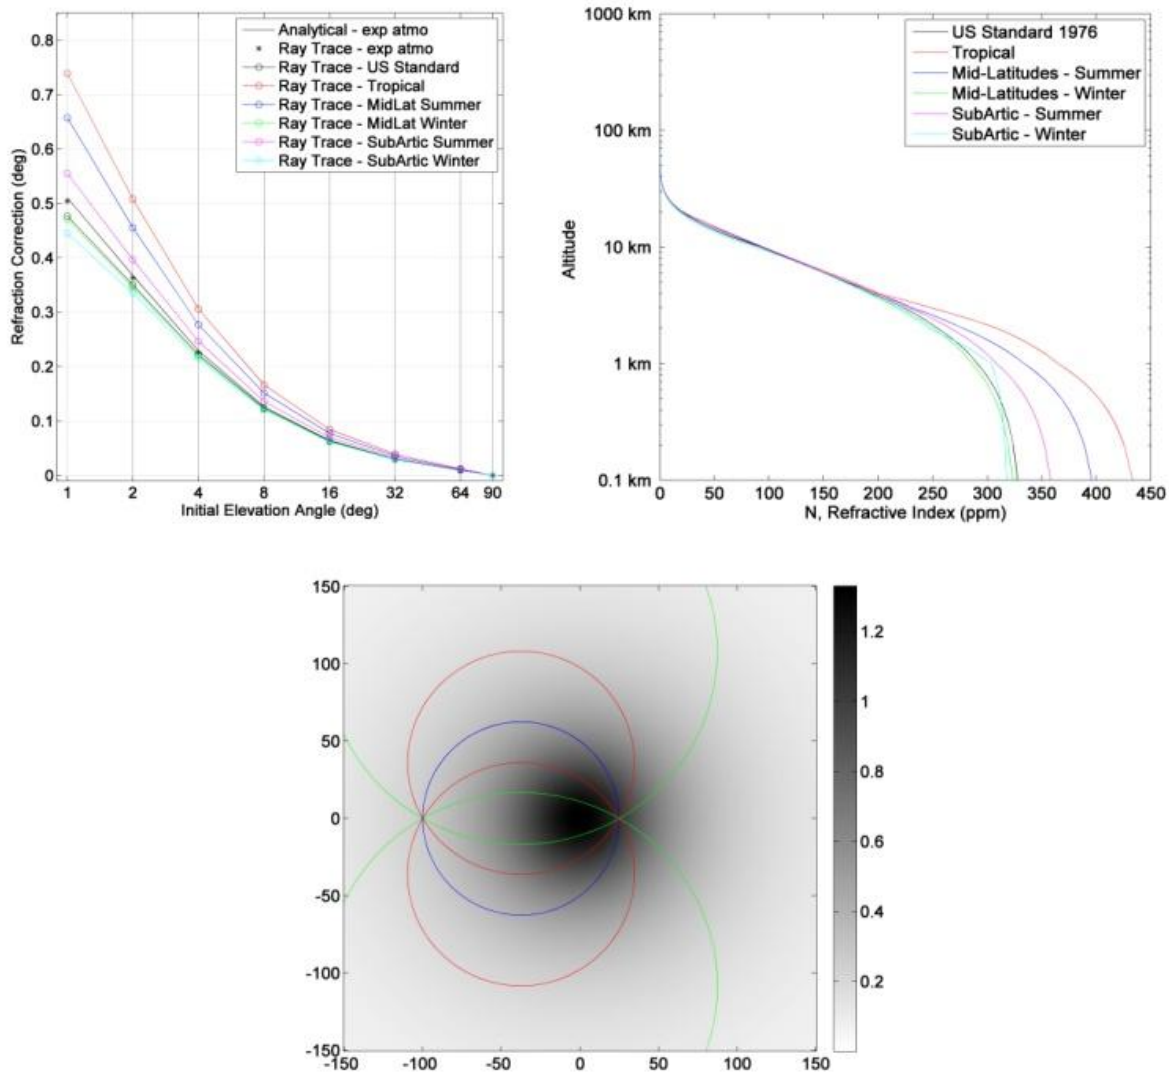 0.8
0.7
0.6
0.5
0.4
0.3
0.2
0.1
0
Refraction Correction (deg)
Analytical - exp atmo
Ray Trace - exp atmo
Ray Trace - US Standard
Ray Trace - Tropical
Ray Trace - MidLat Summer
Ray Trace - MidLat Winter
Ray Trace - SubArtic Summer
Ray Trace - SubArtic Winter
1 2 4 8 16 32 64 90
Initial Elevation Angle (deg)
1000 km
100 km
10 km
1 km
0.1 km
Altitude
US Standard 1976
Tropical
Mid-Latitudes - Summer
Mid-Latitudes - Winter
SubArtic - Summer
SubArtic - Winter
0 50 100 150 200 250 300 350 400 450
N, Refractive Index (ppm)
150
100
50
0
-50
-100
-150
-150 -100 -50 0 50 100 150
1.2
1
0.8
0.6
0.4
0.2